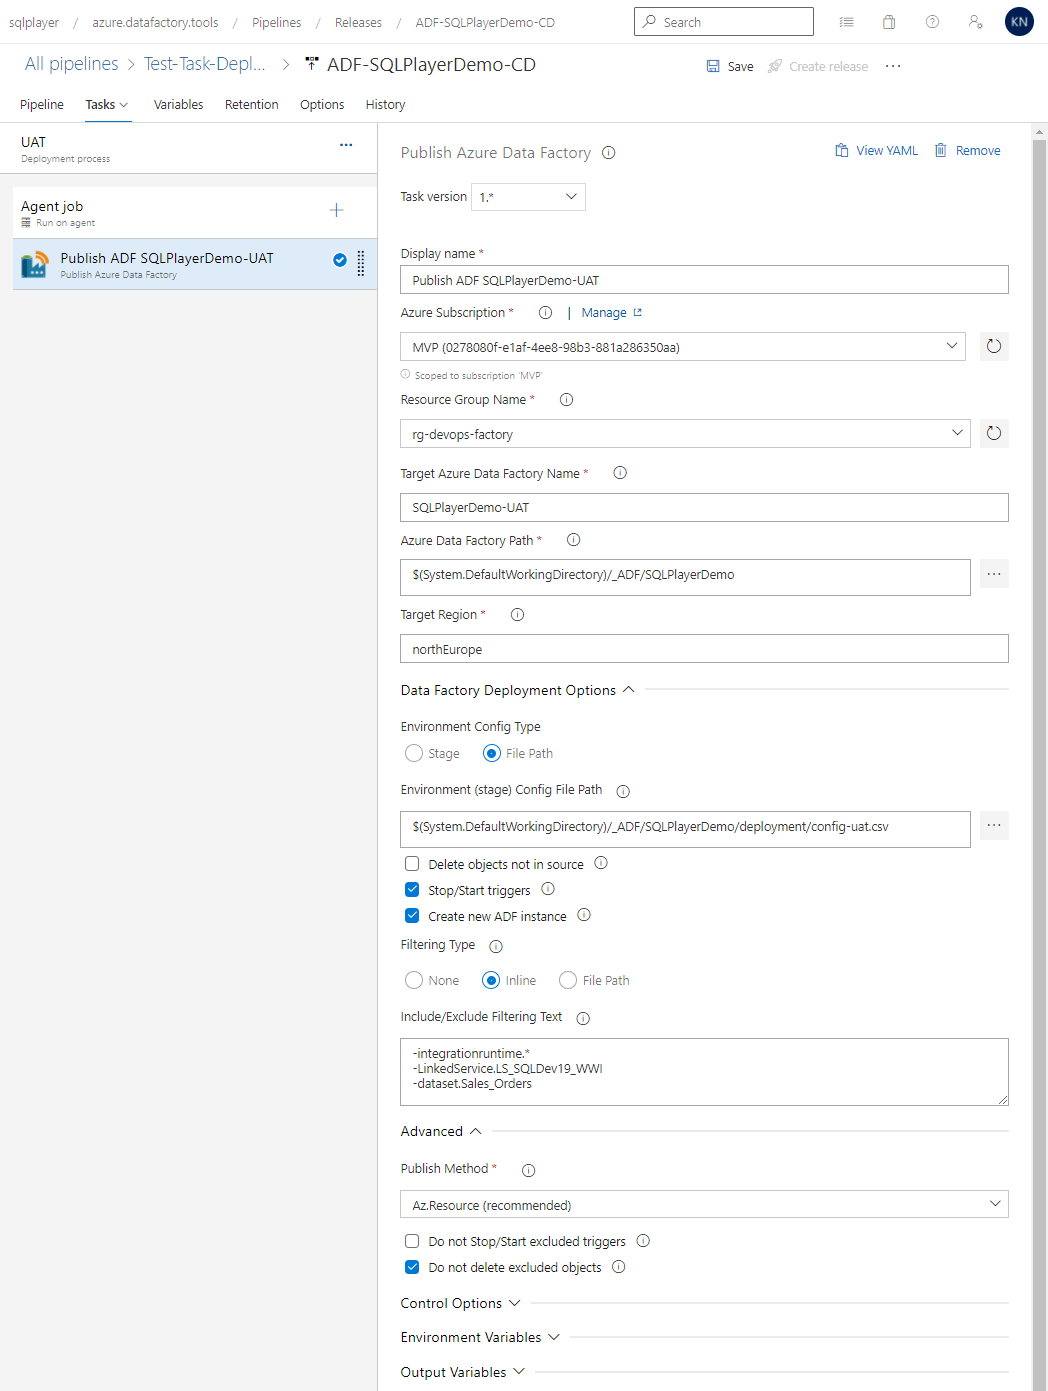 sqlplayer / azure.datafactory.tools / Pipelines / Releases / ADF-SQLPlayerDemo-CD
Search
KN
All pipelines > Test-Task-Depl... > ADF-SQLPlayerDemo-CD
Save
Create release
...
Pipeline
Tasks
Variables
Retention
Options
History
UAT
Deployment process
...
Agent job
Run on agent
Publish ADF SQLPlayerDemo-UAT
Publish Azure Data Factory
Publish Azure Data Factory
View YAML
Remove
Task version
1.*
Display name *
Publish ADF SQLPlayerDemo-UAT
Azure Subscription *
| Manage
MVP (0278080f-e1af-4ee8-98b3-881a286350aa)
Scoped to subscription 'MVP'
Resource Group Name *
rg-devops-factory
Target Azure Data Factory Name *
SQLPlayerDemo-UAT
Azure Data Factory Path *
$(System.DefaultWorkingDirectory)/_ADF/SQLPlayerDemo
...
Target Region *
northEurope
Data Factory Deployment Options
Environment Config Type
Stage
File Path
Environment (stage) Config File Path
$(System.DefaultWorkingDirectory)/_ADF/SQLPlayerDemo/deployment/config-uat.csv
...
Delete objects not in source
Stop/Start triggers
Create new ADF instance
Filtering Type
None
Inline
File Path
Include/Exclude Filtering Text
-integrationruntime.*
-LinkedService.LS_SQLDev19_WWI
-dataset.Sales_Orders
Advanced
Publish Method *
Az.Resource (recommended)
Do not Stop/Start excluded triggers
Do not delete excluded objects
Control Options
Environment Variables
Output Variables